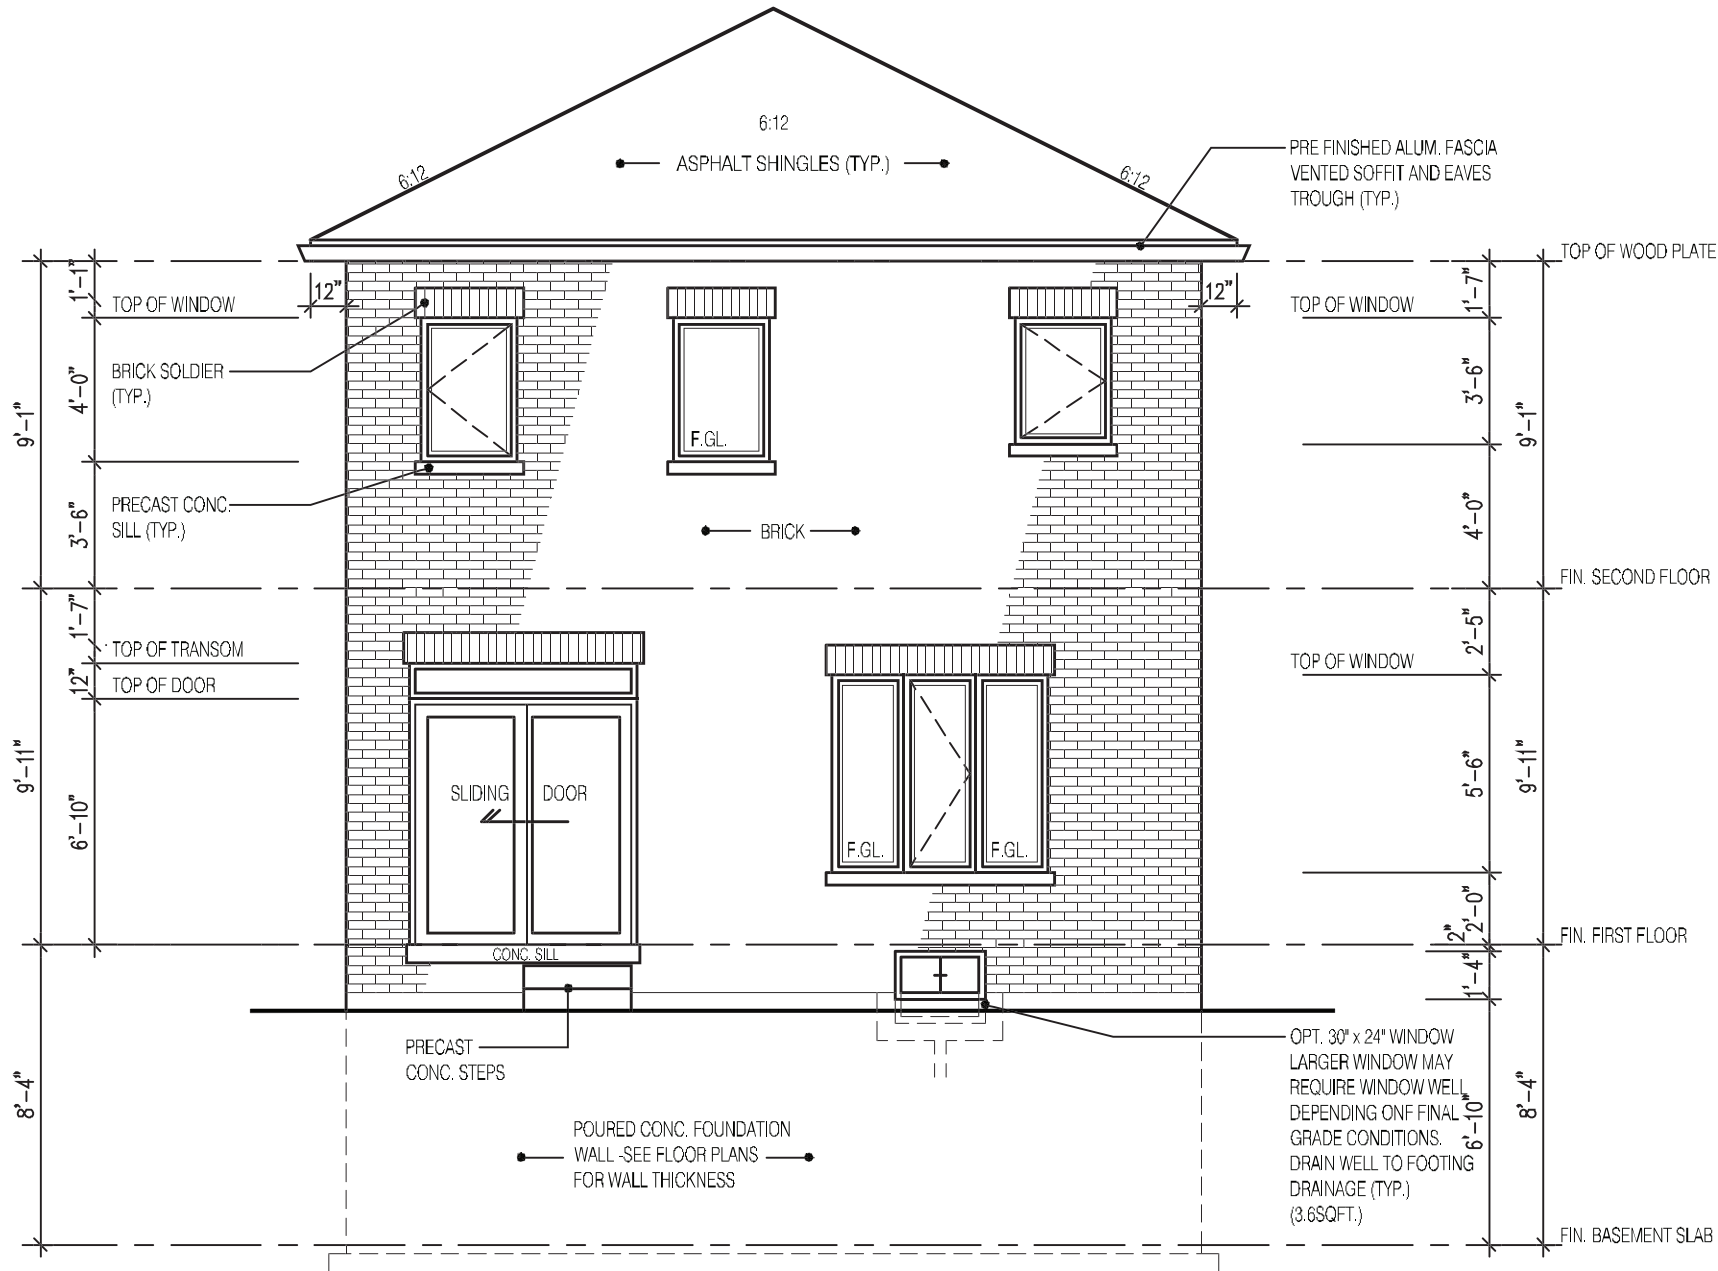 6:12
ASPHALT SHINGLES (TYP.)
6:12
6:12
PRE FINISHED ALUM. FASCIA
VENTED SOFFIT AND EAVES
TROUGH (TYP.)
TOP OF WOOD PLATE
1'-1"
12"
12"
1'-7"
TOP OF WINDOW
TOP OF WINDOW
BRICK SOLDIER
(TYP.)
4'-0"
3'-6"
9'-1"
9'-1"
F.GL.
PRECAST CONC.
SILL (TYP.)
3'-6"
4'-0"
BRICK
FIN. SECOND FLOOR
1'-7"
2'-5"
TOP OF TRANSOM
TOP OF WINDOW
12"
TOP OF DOOR
9'-11"
9'-11"
5'-6"
6'-10"
SLIDING DOOR
F.GL.
F.GL.
2'-0"
2"
FIN. FIRST FLOOR
CONC. SILL
1'-4"
PRECAST
CONC. STEPS
OPT. 30" x 24" WINDOW
LARGER WINDOW MAY
REQUIRE WINDOW WELL
DEPENDING ONF FINAL
GRADE CONDITIONS.
DRAIN WELL TO FOOTING
DRAINAGE (TYP.)
(3.6SQFT.)
6'-10"
8'-4"
8'-4"
POURED CONC. FOUNDATION
WALL -SEE FLOOR PLANS
FOR WALL THICKNESS
FIN. BASEMENT SLAB